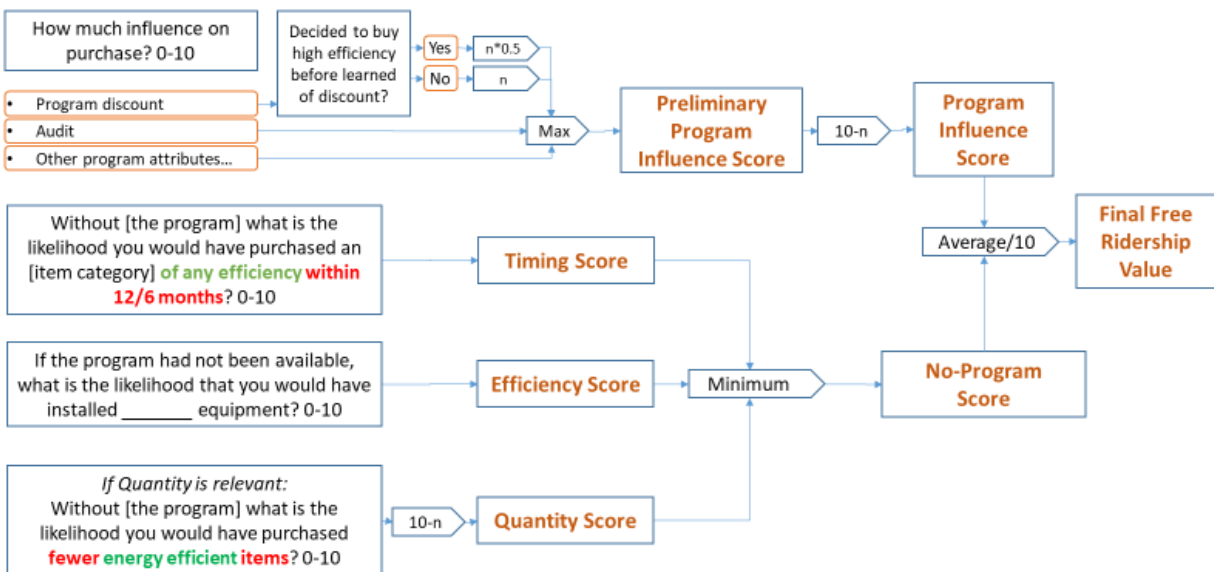 How much influence on
purchase? 0-10
• Program discount
• Audit
• Other program attributes...
Decided to buy
high efficiency
before learned
of discount?
Yes
n*0.5
No
n
Max
Preliminary
Program
Influence Score
10-n
Program
Influence
Score
Without [the program] what is the
likelihood you would have purchased an
[item category] of any efficiency within
12/6 months? 0-10
Timing Score
Average/10
Final Free
Ridership
Value
If the program had not been available,
what is the likelihood that you would have
installed _______ equipment? 0-10
Efficiency Score
Minimum
No-Program
Score
If Quantity is relevant:
Without [the program] what is the
likelihood you would have purchased
fewer energy efficient items? 0-10
10-n
Quantity Score